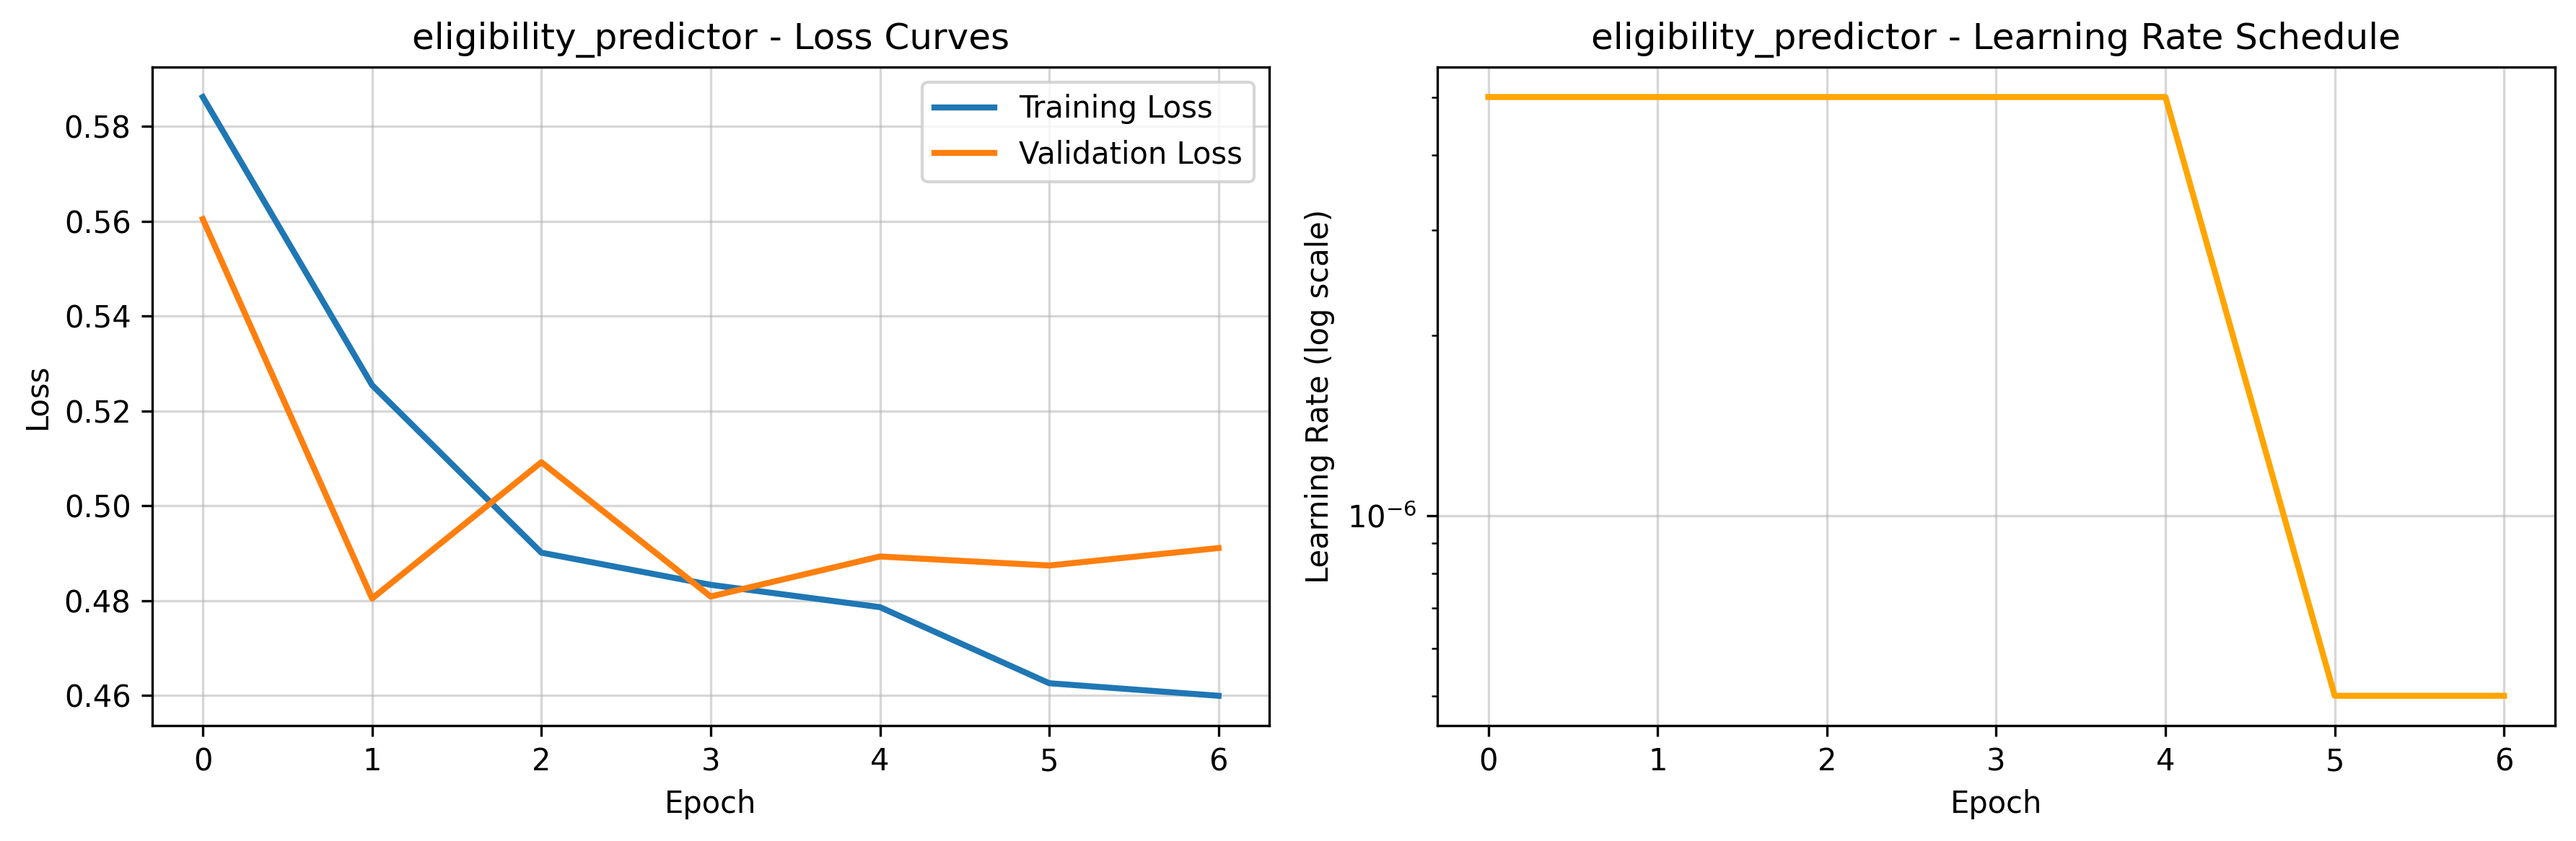 eligibility_predictor - Loss Curves
Training Loss
Validation Loss
0.58
0.56
0.54
0.52
0.50
0.48
0.46
Loss
0 1 2 3 4 5 6
Epoch
eligibility_predictor - Learning Rate Schedule
Learning Rate (log scale)
10⁻⁶
0 1 2 3 4 5 6
Epoch